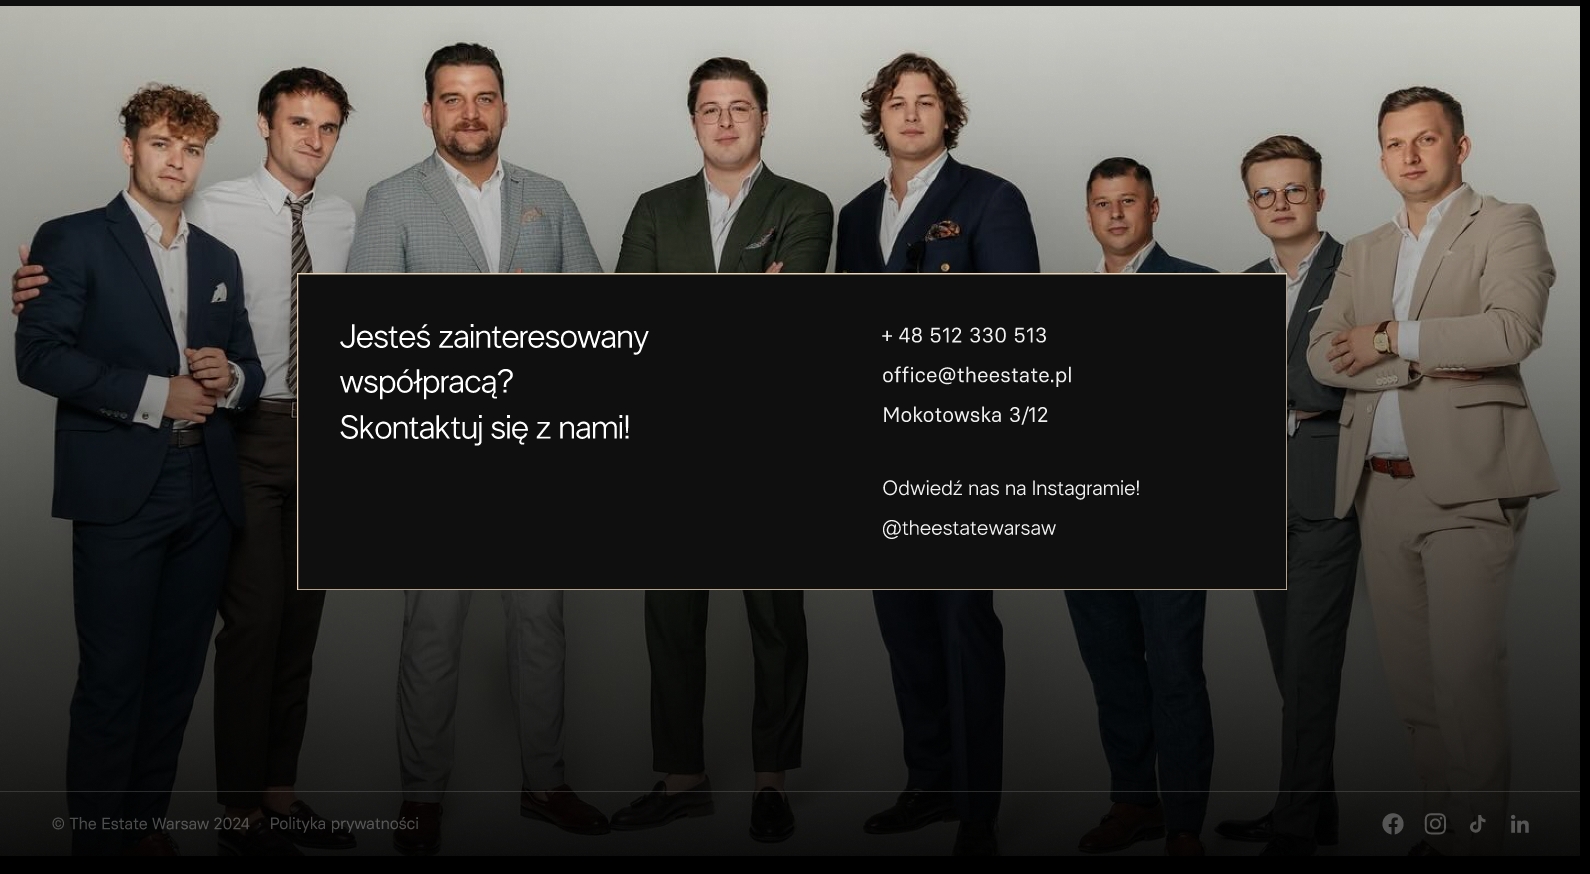 Jesteś zainteresowany
współpracą?
Skontaktuj się z nami!
+ 48 512 330 513
office@theestate.pl
Mokotowska 3/12
Odwiedź nas na Instagramie!
@theestatewarsaw
© The Estate Warsaw 2024
Polityka prywatności